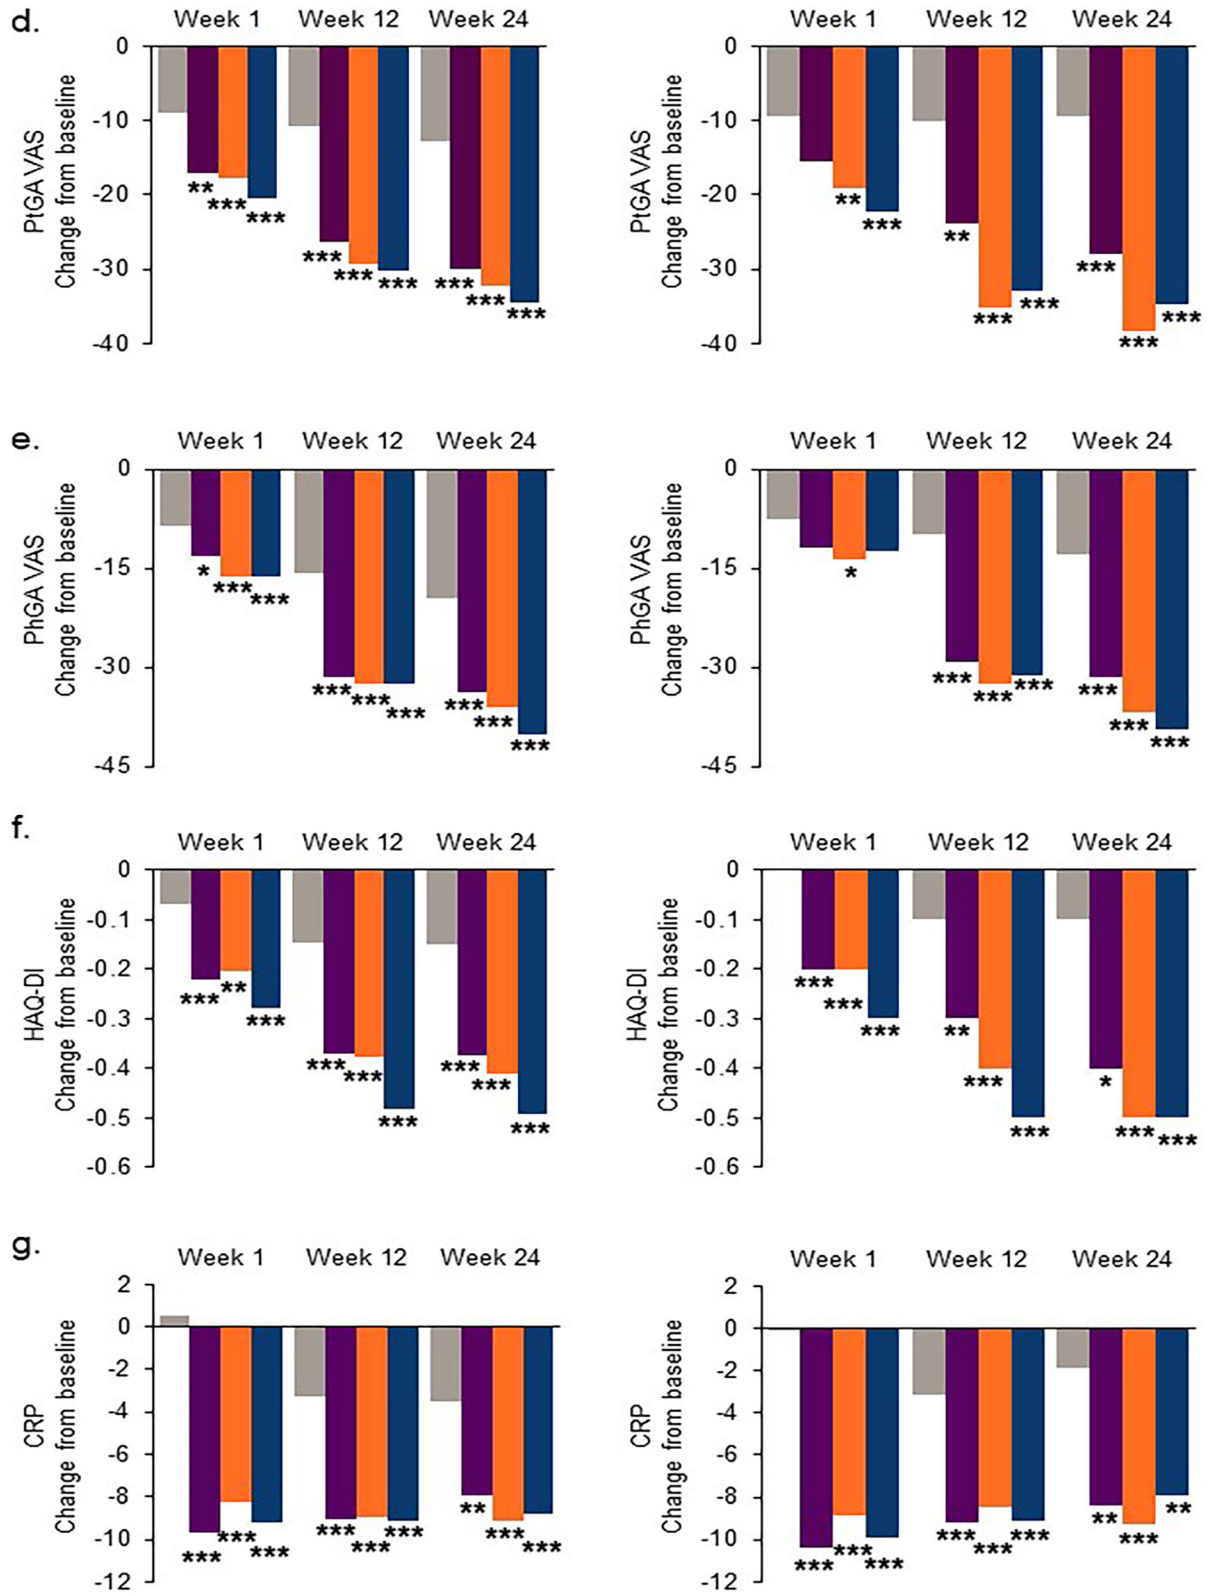 d.
Week 1 Week 12 Week 24
0
-10
-20
-30
-40
PtGA VAS
Change from baseline
** *** ***
*** *** ***
*** *** ***
Week 1 Week 12 Week 24
0
-10
-20
-30
-40
PtGA VAS
Change from baseline
** ***
** *** ***
*** *** ***
e.
Week 1 Week 12 Week 24
0
-15
-30
-45
PhGA VAS
Change from baseline
* *** ***
*** *** ***
*** *** ***
Week 1 Week 12 Week 24
0
-15
-30
-45
PhGA VAS
Change from baseline
*
*** *** ***
*** *** ***
f.
Week 1 Week 12 Week 24
0
-0.1
-0.2
-0.3
-0.4
-0.5
-0.6
HAQ-DI
Change from baseline
*** ** ***
*** *** ***
*** *** ***
Week 1 Week 12 Week 24
0
-0.1
-0.2
-0.3
-0.4
-0.5
-0.6
HAQ-DI
Change from baseline
*** *** ***
** *** ***
* *** ***
g.
Week 1 Week 12 Week 24
2
0
-2
-4
-6
-8
-10
-12
CRP
Change from baseline
*** *** ***
*** *** ***
** *** ***
Week 1 Week 12 Week 24
2
0
-2
-4
-6
-8
-10
-12
CRP
Change from baseline
*** *** ***
*** *** ***
** *** **